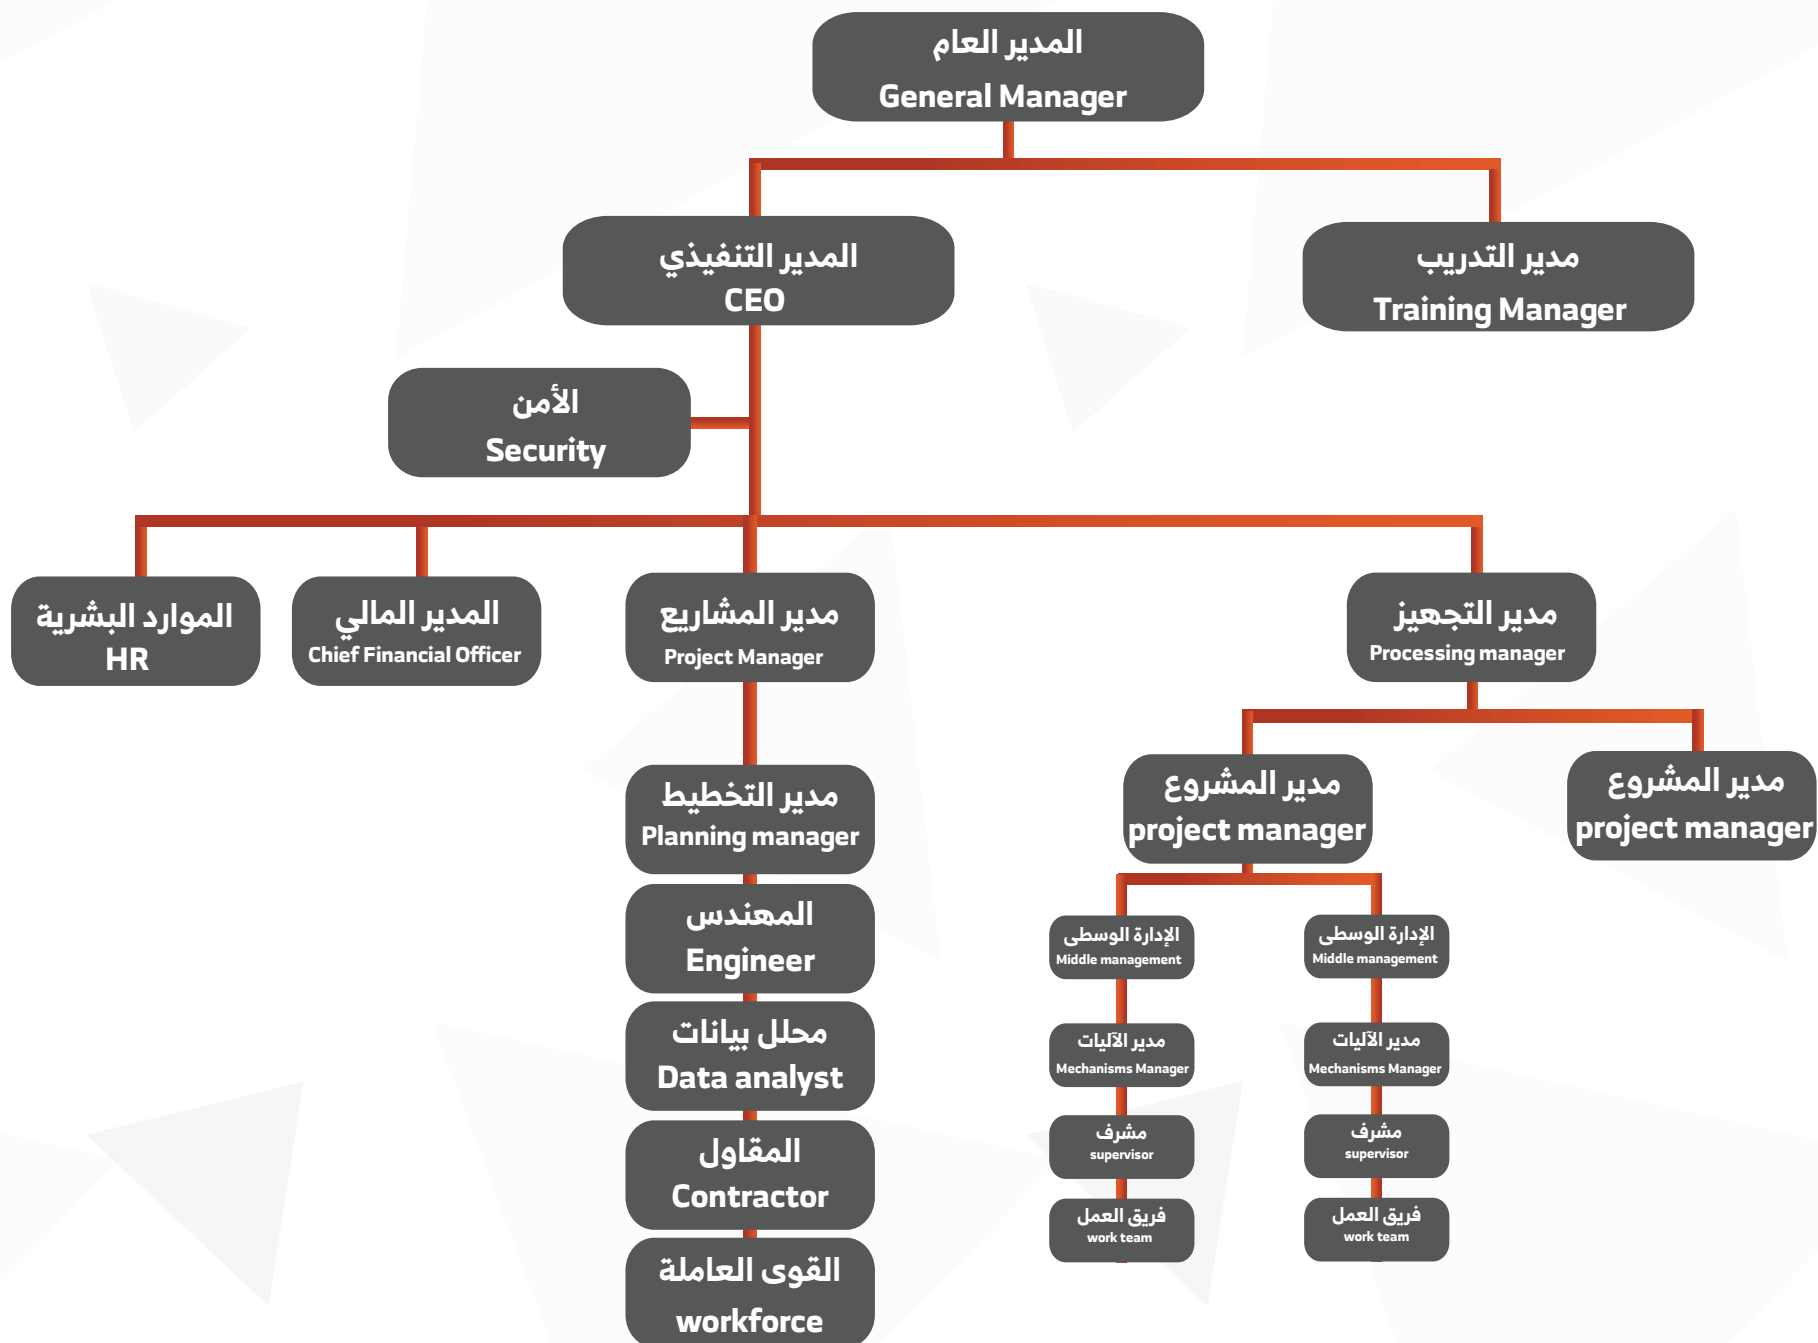 المدير العام
General Manager
المدير التنفيذي
CEO
مدير التدريب
Training Manager
الأمن
Security
الموارد البشرية
HR
المدير المالي
Chief Financial Officer
مدير المشاريع
Project Manager
مدير التجهيز
Processing manager
مدير التخطيط
Planning manager
المهندس
Engineer
محلل بيانات
Data analyst
المقاول
Contractor
القوى العاملة
workforce
مدير المشروع
project manager
مدير المشروع
project manager
الإدارة الوسطى
Middle management
مدير الآليات
Mechanisms Manager
مشرف
supervisor
فريق العمل
work team
الإدارة الوسطى
Middle management
مدير الآليات
Mechanisms Manager
مشرف
supervisor
فريق العمل
work team